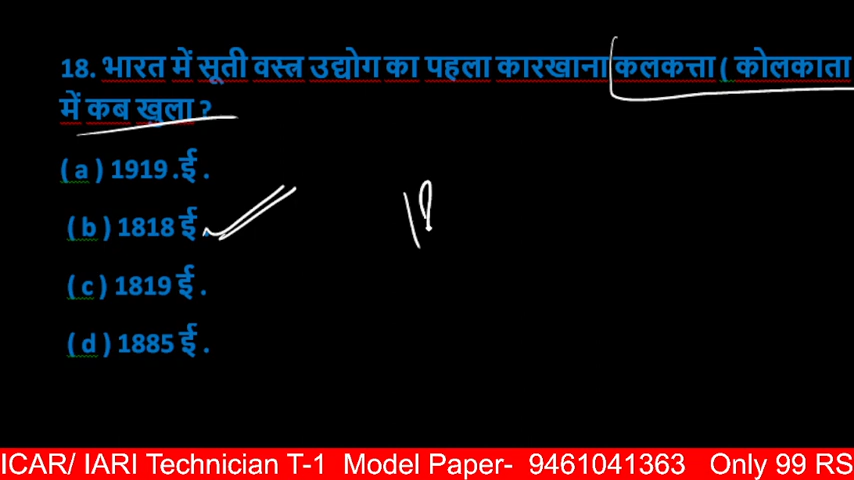 18. भारत में सूती वस्त्र उद्योग का पहला कारखाना कलकत्ता ( कोलकाता
में कब खुला ?
( a ) 1919 .ई .
( b ) 1818 ई .
( c ) 1819 ई .
( d ) 1885 ई .
ICAR/ IARI Technician T-1 Model Paper- 9461041363 Only 99 RS